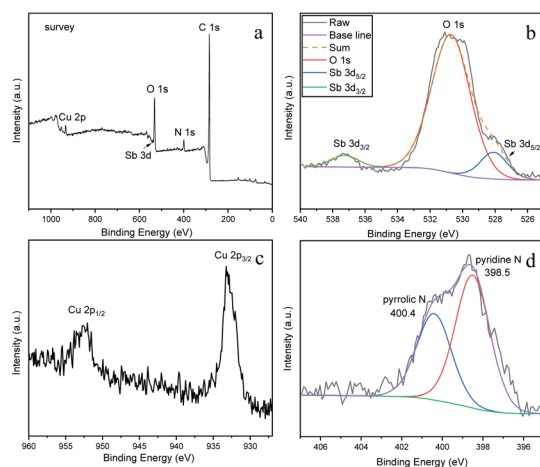 survey
a
C 1s
O 1s
Cu 2p
N 1s
Sb 3d
Intensity (a.u.)
1000 800 600 400 200 0
Binding Energy (eV)
Raw
Base line
Sum
O 1s
Sb 3d5/2
Sb 3d3/2
O 1s
b
Sb 3d3/2
Sb 3d5/2
Intensity (a.u.)
540 538 536 534 532 530 528 526
Binding Energy (eV)
Cu 2p3/2
c
Cu 2p1/2
Intensity (a.u.)
960 955 950 945 940 935 930
Binding Energy (eV)
pyridine N
398.5
d
pyrrolic N
400.4
Intensity (a.u.)
406 404 402 400 398 396
Binding Energy (eV)